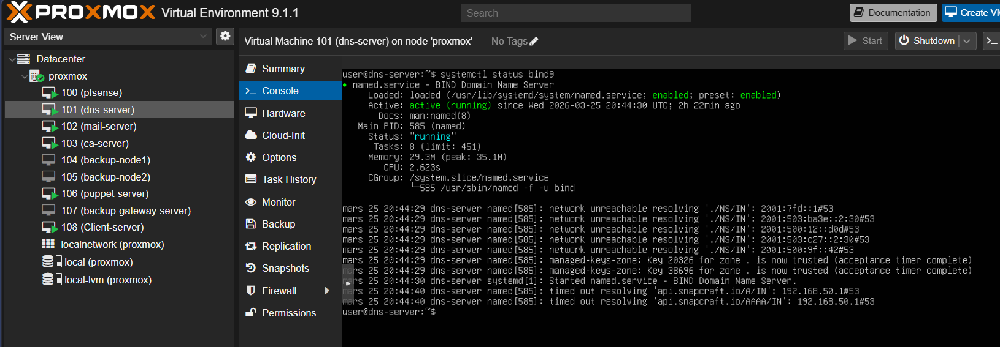 PROXMOX Virtual Environment 9.1.1
Search
Documentation
Create VM
Server View
Datacenter
proxmox
100 (pfsense)
101 (dns-server)
102 (mail-server)
103 (ca-server)
104 (backup-node1)
105 (backup-node2)
106 (puppet-server)
107 (backup-gateway-server)
108 (Client-server)
localnetwork (proxmox)
local (proxmox)
local-lvm (proxmox)
Virtual Machine 101 (dns-server) on node 'proxmox'
No Tags
Start
Shutdown
Summary
Console
Hardware
Cloud-Init
Options
Task History
Monitor
Backup
Replication
Snapshots
Firewall
Permissions
user@dns-server:~$ systemctl status bind9
● named.service - BIND Domain Name Server
Loaded: loaded (/usr/lib/systemd/system/named.service; enabled; preset: enabled)
Active: active (running) since Wed 2026-03-25 20:44:30 UTC; 2h 22min ago
Docs: man:named(8)
Main PID: 585 (named)
Status: "running"
Tasks: 8 (limit: 451)
Memory: 29.3M (peak: 35.1M)
CPU: 2.623s
CGroup: /system.slice/named.service
└─585 /usr/sbin/named -f -u bind
mars 25 20:44:29 dns-server named[585]: network unreachable resolving './NS/IN': 2001:7fd::1#53
mars 25 20:44:29 dns-server named[585]: network unreachable resolving './NS/IN': 2001:503:ba3e::2:30#53
mars 25 20:44:29 dns-server named[585]: network unreachable resolving './NS/IN': 2001:500:12::d0d#53
mars 25 20:44:29 dns-server named[585]: network unreachable resolving './NS/IN': 2001:503:c27::2:30#53
mars 25 20:44:29 dns-server named[585]: network unreachable resolving './NS/IN': 2001:500:9f::42#53
mars 25 20:44:29 dns-server named[585]: managed-keys-zone: Key 20326 for zone . is now trusted (acceptance timer complete)
mars 25 20:44:29 dns-server named[585]: managed-keys-zone: Key 38696 for zone . is now trusted (acceptance timer complete)
mars 25 20:44:30 dns-server systemd[1]: Started named.service - BIND Domain Name Server.
mars 25 20:44:40 dns-server named[585]: timed out resolving 'api.snapcraft.io/A/IN': 192.168.50.1#53
mars 25 20:44:40 dns-server named[585]: timed out resolving 'api.snapcraft.io/AAAA/IN': 192.168.50.1#53
user@dns-server:~$